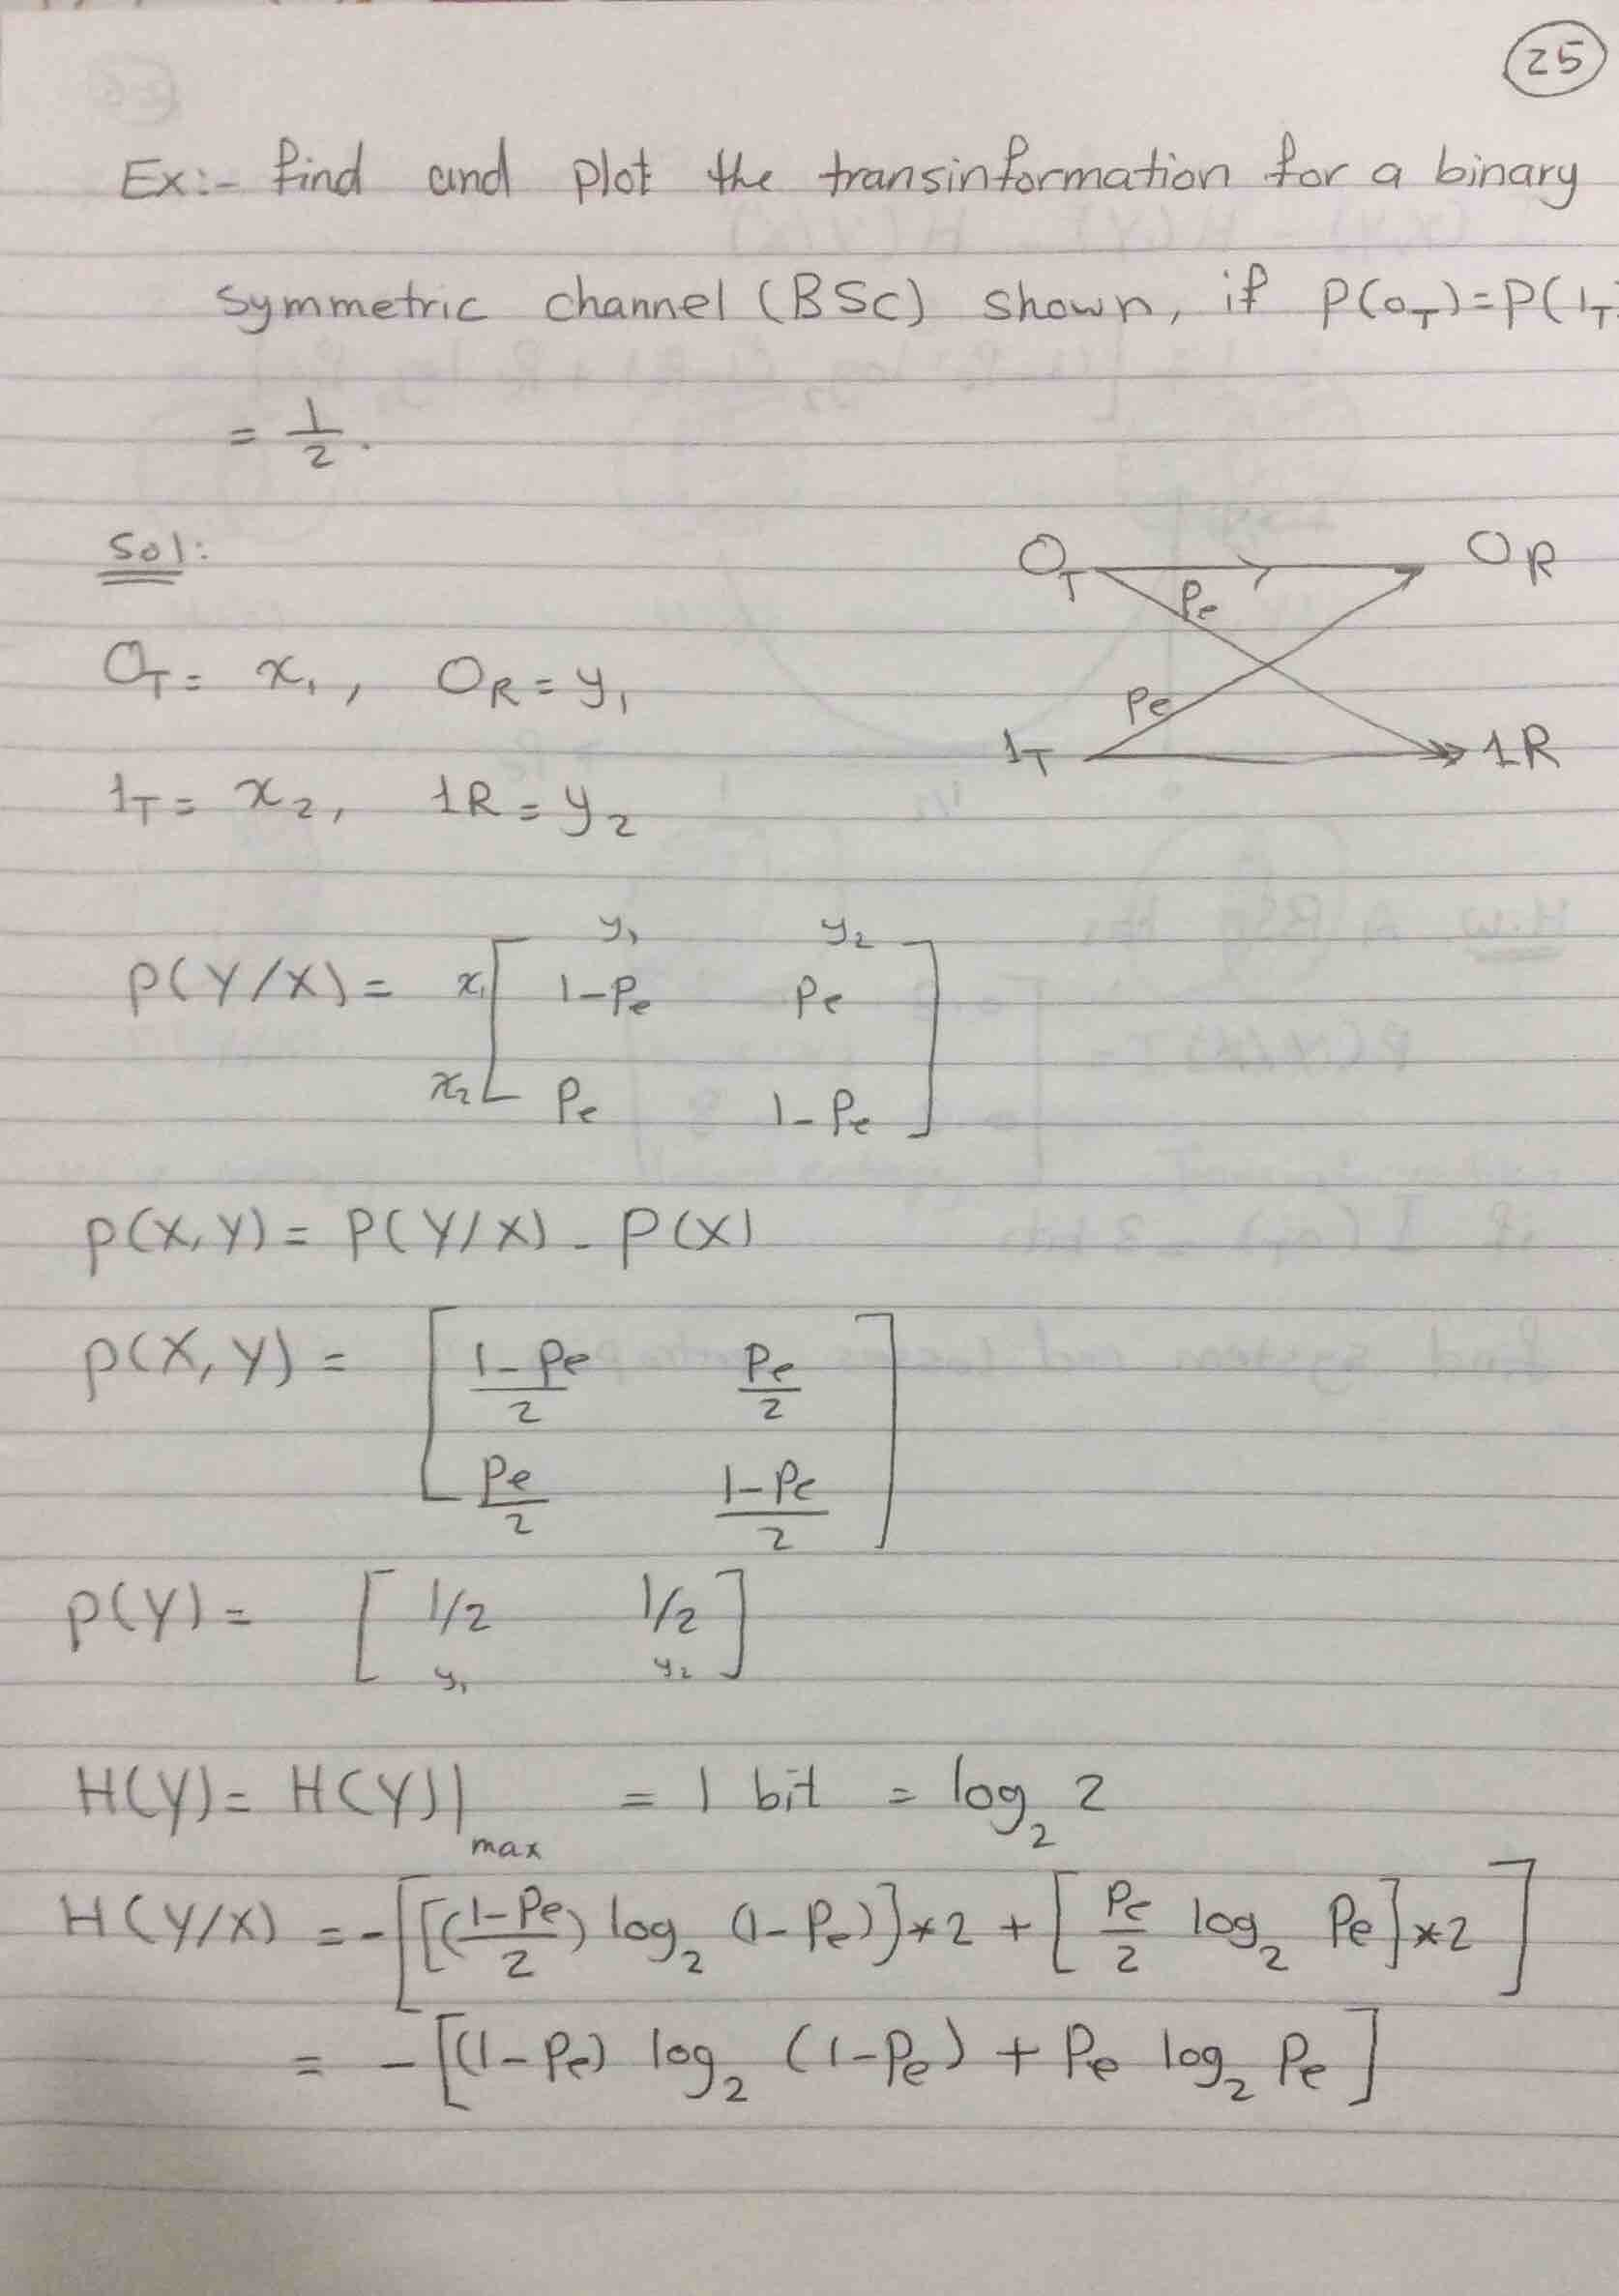 25
Ex:- find and plot the transinformation for a binary
symmetric channel (BSC) shown, if P(0T)=P(1T)
= 1/2.
Sol:
0T 0R
Pe
Pe
1T 1R
0T = x1, 0R = y1
1T = x2, 1R = y2
y1 y2
P(Y/X) = x1 [ 1-Pe Pe
x2 Pe 1-Pe ]
P(X,Y) = P(Y/X) . P(X)
P(X,Y) = [ (1-Pe)/2 Pe/2
Pe/2 (1-Pe)/2 ]
P(Y) = [ 1/2 1/2 ]
y1 y2
H(Y) = H(Y)|max = 1 bit = log2 2
H(Y/X) = -[[((1-Pe)/2) log2 (1-Pe)]*2 + [Pe/2 log2 Pe]*2]
= -[(1-Pe) log2 (1-Pe) + Pe log2 Pe]